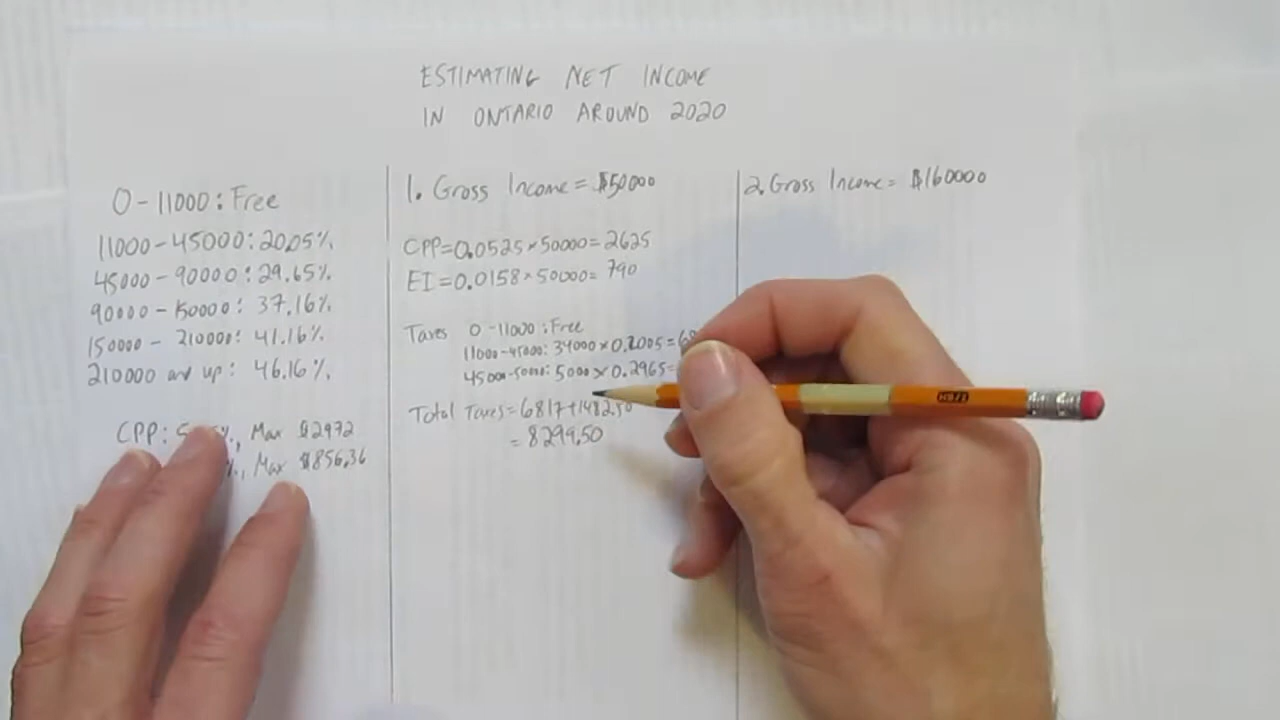 ESTIMATING NET INCOME
IN ONTARIO AROUND 2020
0-11000: Free
11000-45000: 20.05%
45000-90000: 29.65%
90000-150000: 37.16%
150000-210000: 41.16%
210000 and up: 46.16%
CPP: Max $2972
Max $856.36
1. Gross Income = $50000
CPP=0.0525×50000=2625
EI=0.0158×50000=790
Taxes 0-11000: Free
11000-45000: 34000×0.2005=
45000-50000: 5000×0.2965=
Total Taxes=6817+1482.50
=8299.50
2. Gross Income= $160000
HB/2